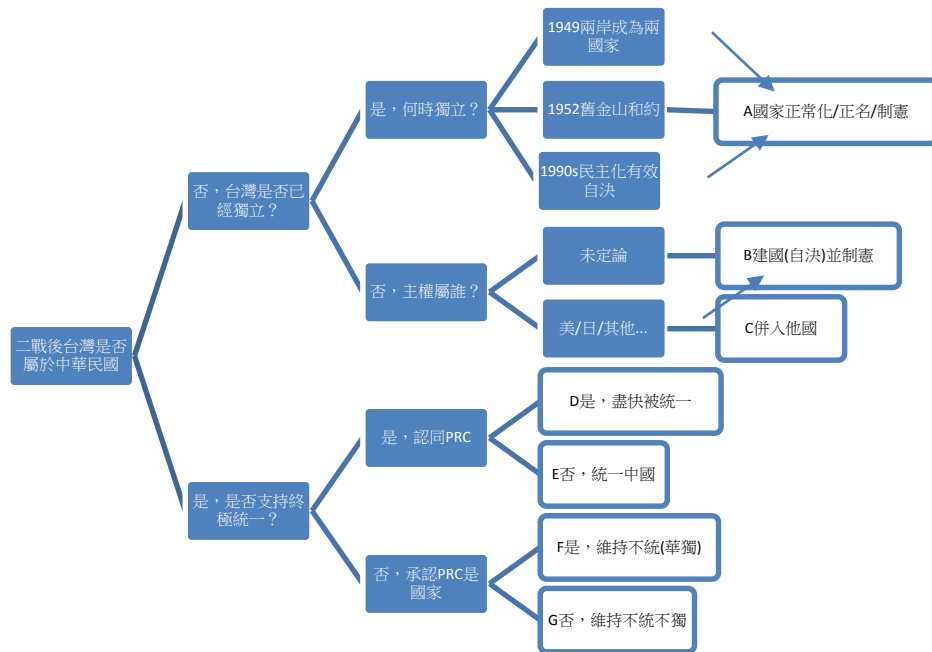 1949兩岸成為兩
國家
是，何時獨立？
1952舊金山和約
A國家正常化/正名/制憲
1990s民主化有效
自決
否，台灣是否已
經獨立？
未定論
B建國(自決)並制憲
否，主權屬誰？
美/日/其他...
C併入他國
二戰後台灣是否
屬於中華民國
D是，盡快被統一
是，認同PRC
E否，統一中國
是，是否支持終
極統一？
F是，維持不統(華獨)
否，承認PRC是
國家
G否，維持不統不獨